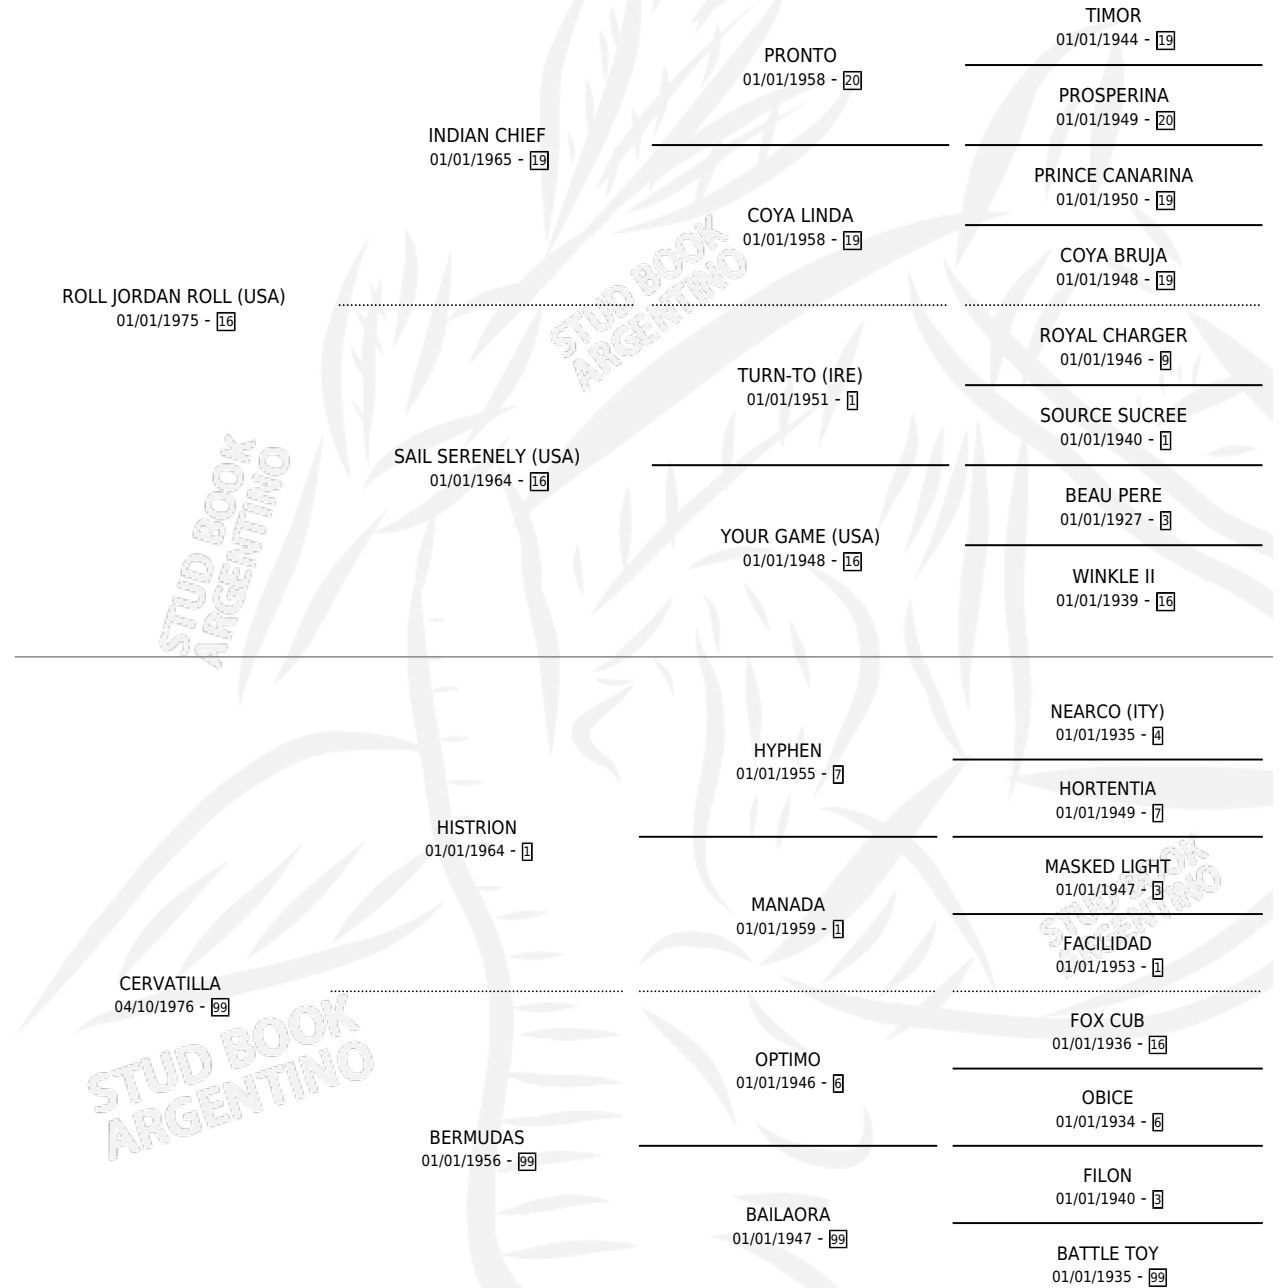 TIMOR
01/01/1944 - 19
PRONTO
01/01/1958 - 20
PROSPERINA
01/01/1949 - 20
INDIAN CHIEF
01/01/1965 - 19
PRINCE CANARINA
01/01/1950 - 19
COYA LINDA
01/01/1958 - 19
COYA BRUJA
01/01/1948 - 19
ROLL JORDAN ROLL (USA)
01/01/1975 - 16
ROYAL CHARGER
01/01/1946 - 9
TURN-TO (IRE)
01/01/1951 - 1
SOURCE SUCREE
01/01/1940 - 1
SAIL SERENELY (USA)
01/01/1964 - 16
BEAU PERE
01/01/1927 - 3
YOUR GAME (USA)
01/01/1948 - 16
WINKLE II
01/01/1939 - 16
NEARCO (ITY)
01/01/1935 - 4
HYPHEN
01/01/1955 - 7
HORTENTIA
01/01/1949 - 7
HISTRION
01/01/1964 - 1
MASKED LIGHT
01/01/1947 - 3
MANADA
01/01/1959 - 1
FACILIDAD
01/01/1953 - 1
CERVATILLA
04/10/1976 - 99
FOX CUB
01/01/1936 - 16
OPTIMO
01/01/1946 - 6
OBICE
01/01/1934 - 6
BERMUDAS
01/01/1956 - 99
FILON
01/01/1940 - 3
BAILAORA
01/01/1947 - 99
BATTLE TOY
01/01/1935 - 99
STUD BOOK
ARGENTINO
STUD BOOK
ARGENTINO
STUD BOOK
ARGENTINO
STUD BOOK
ARGENTINO